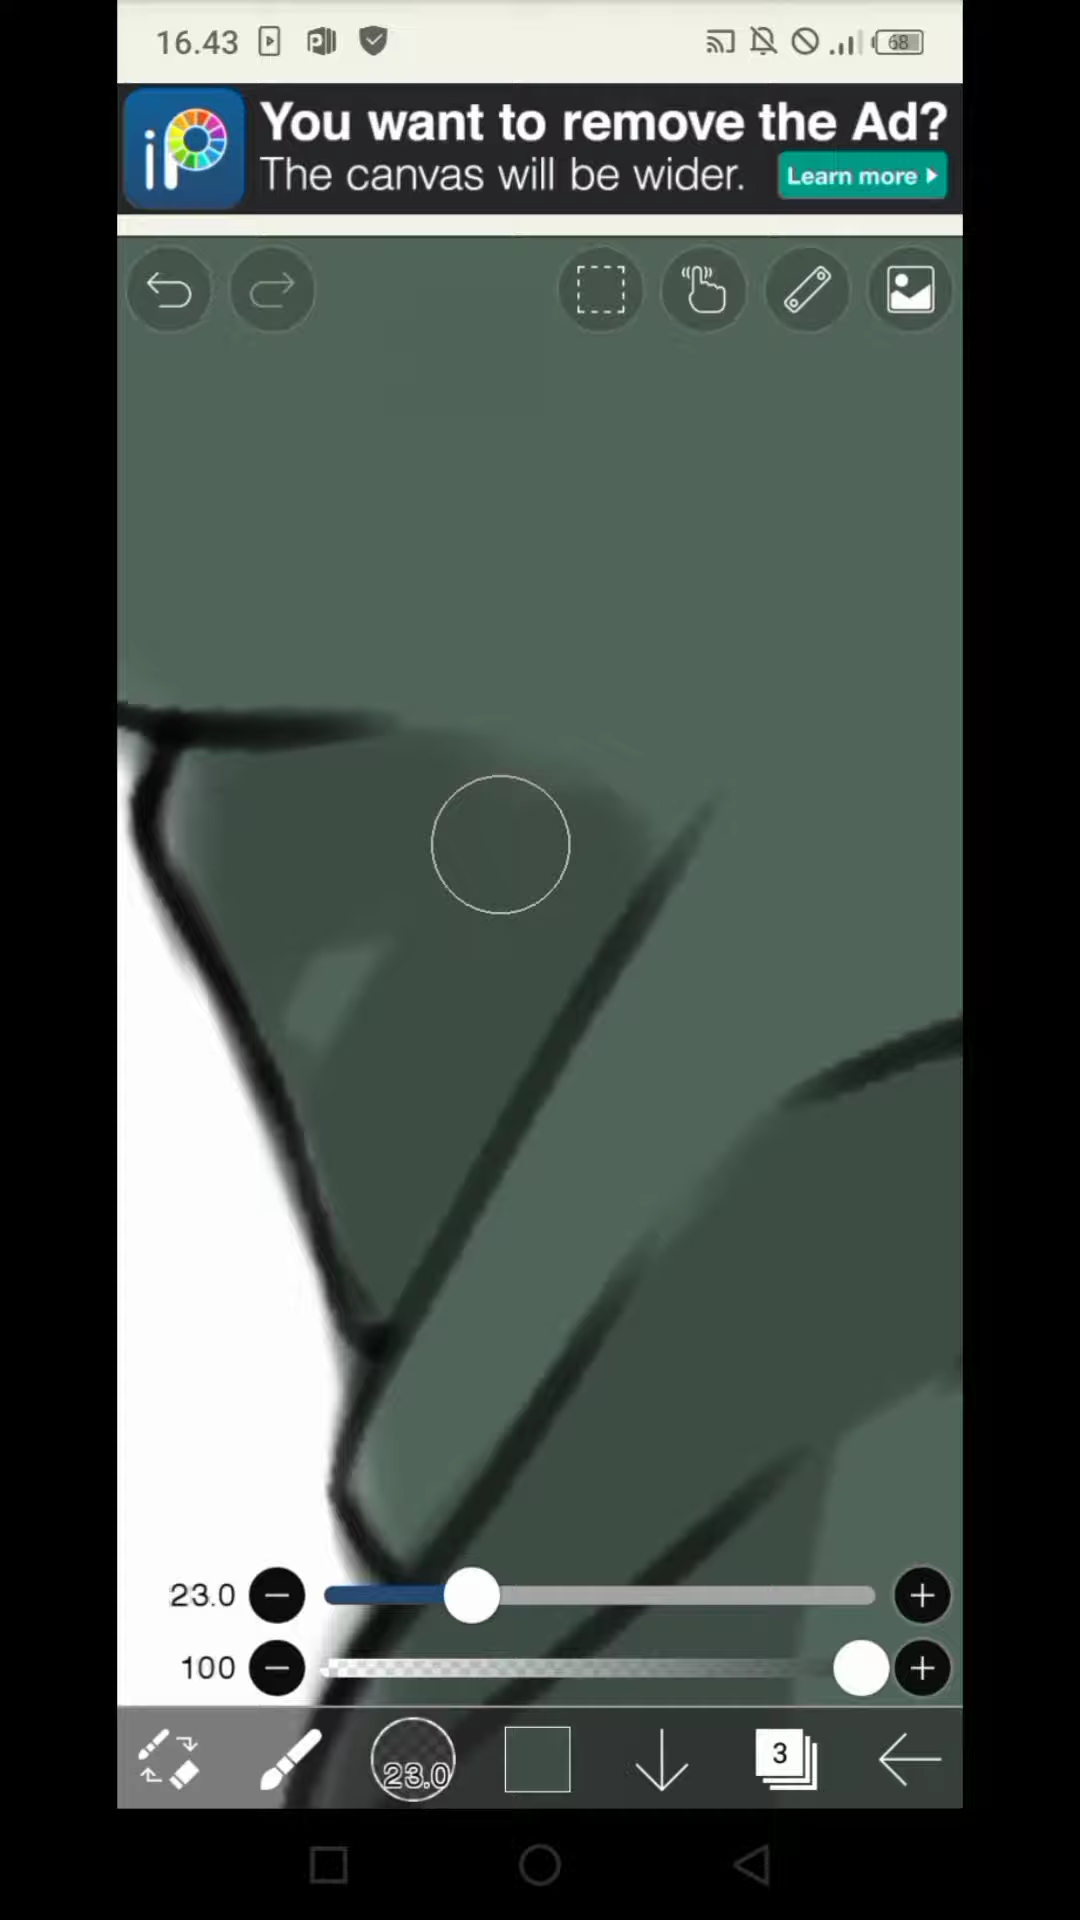 16.43
68
iP
You want to remove the Ad?
The canvas will be wider.
Learn more
23.0
100
23.0
3